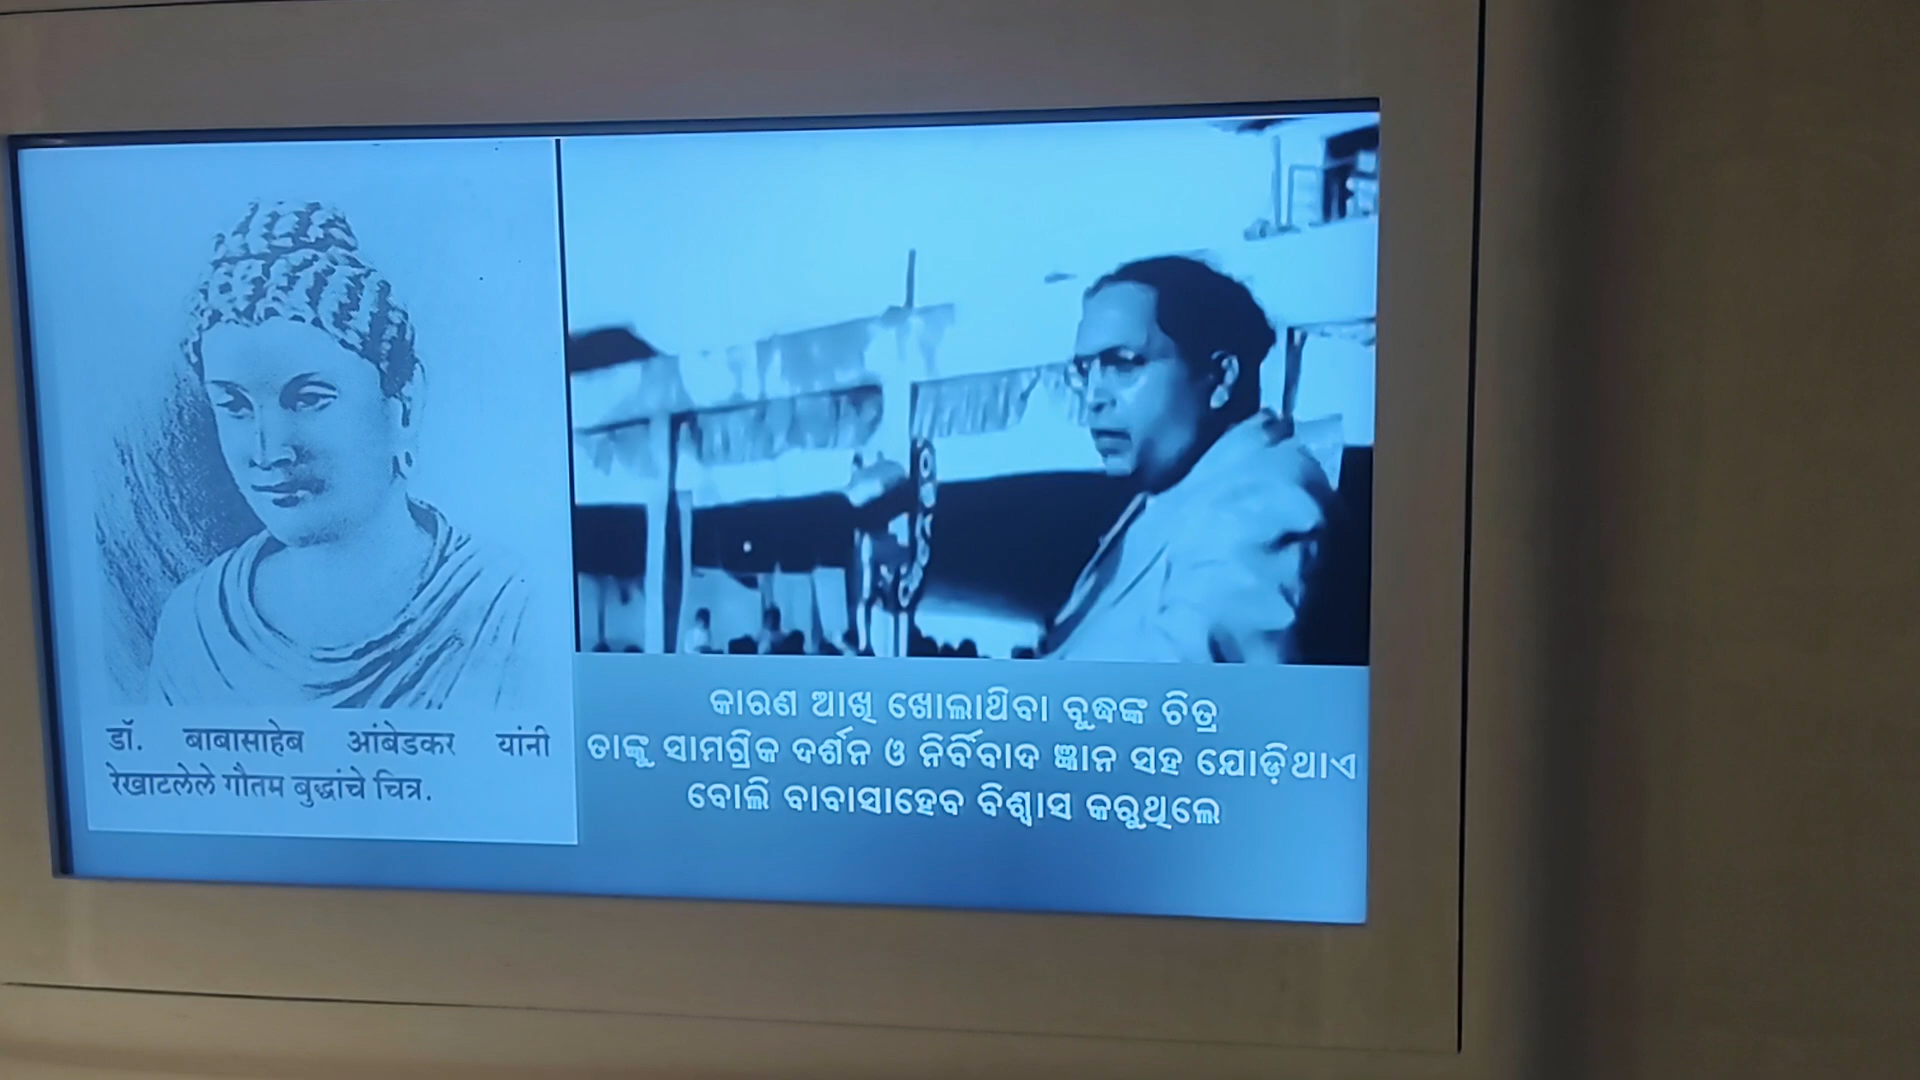 डॉ. बाबासाहेब आंबेडकर यांनी
रेखाटलेले गौतम बुद्धांचे चित्र.
କାରଣ ଆଖି ଖୋଲାଥିବା ବୁଦ୍ଧଙ୍କ ଚିତ୍ର
ତାଙ୍କୁ ସାମଗ୍ରିକ ଦର୍ଶନ ଓ ନିର୍ବିବାଦ ଜ୍ଞାନ ସହ ଯୋଡ଼ିଥାଏ
ବୋଲି ବାବାସାହେବ ବିଶ୍ୱାସ କରୁଥିଲେ